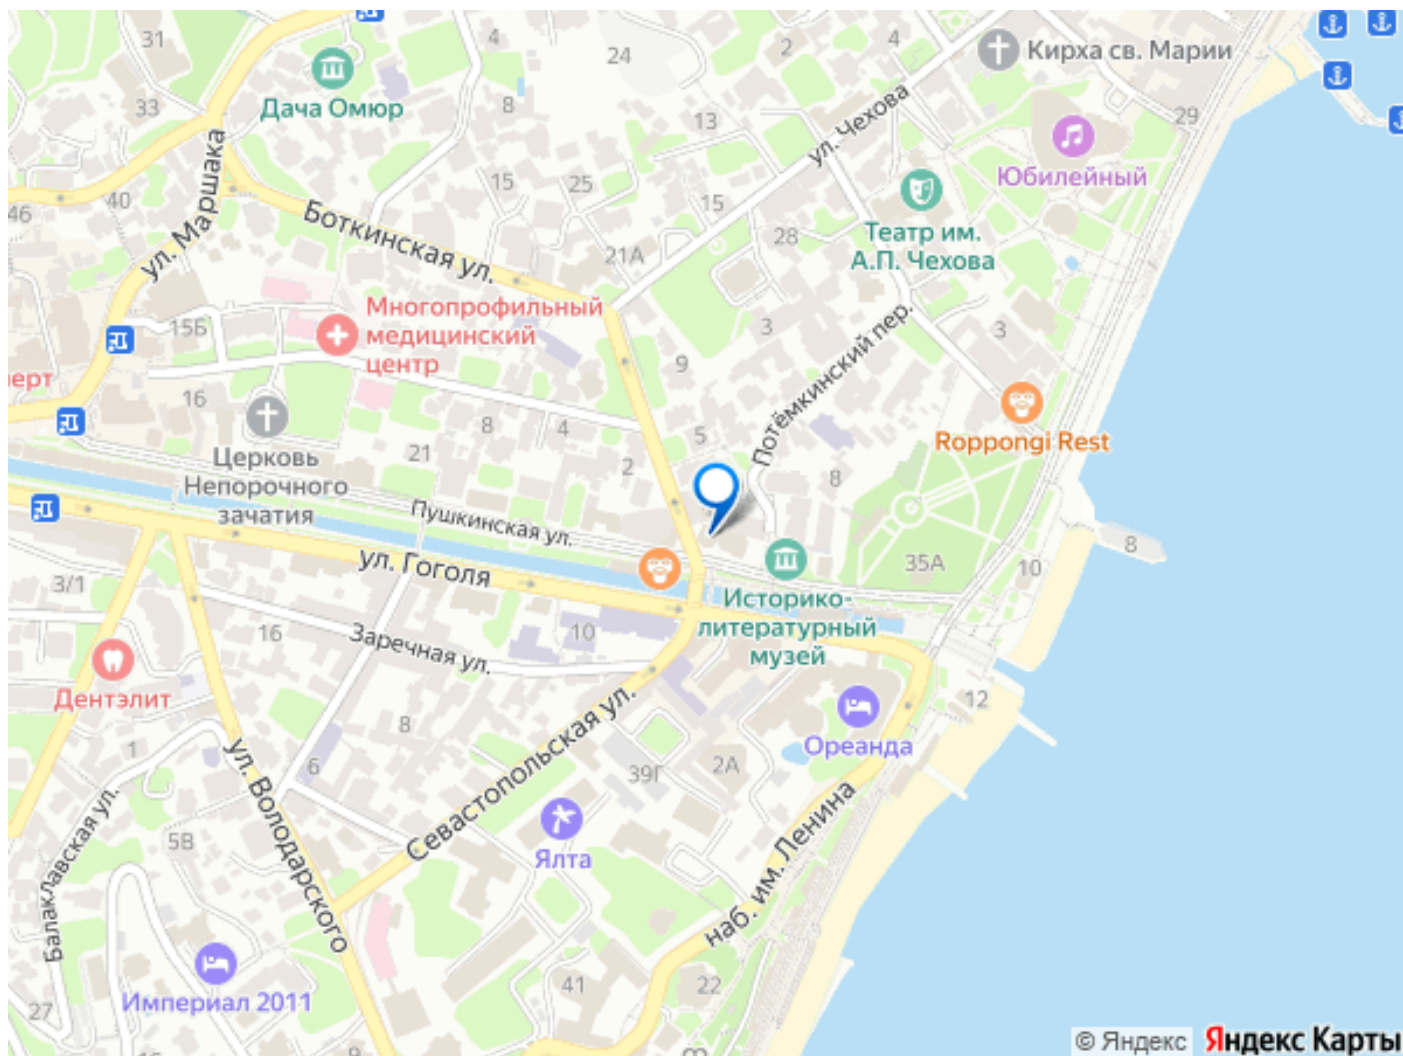 31
4
24
2
4
Кирха св. Марии
Дача Омюр
33
8
13
ул. Чехова
29
Юбилейный
ул. Маршака
40
46
15
25
15
Театр им.
А.П. Чехова
Боткинская ул.
21А
28
Многопрофильный
медицинский
центр
15Б
3
3
Потёмкинский пер.
9
ерт
16
8
4
5
Roppongi Rest
21
2
8
Церковь
Непорочного
зачатия
Пушкинская ул.
ул. Гоголя
35А
10
8
3/1
Историко-
литературный
музей
16
Заречная ул.
10
Дентэлит
12
8
Ореанда
1
6
39Г
2А
ул. Володарского
Севастопольская ул.
Балаклавская ул.
5В
Ялта
наб. им. Ленина
Империал 2011
27
41
22
8
© Яндекс Яндекс Карты